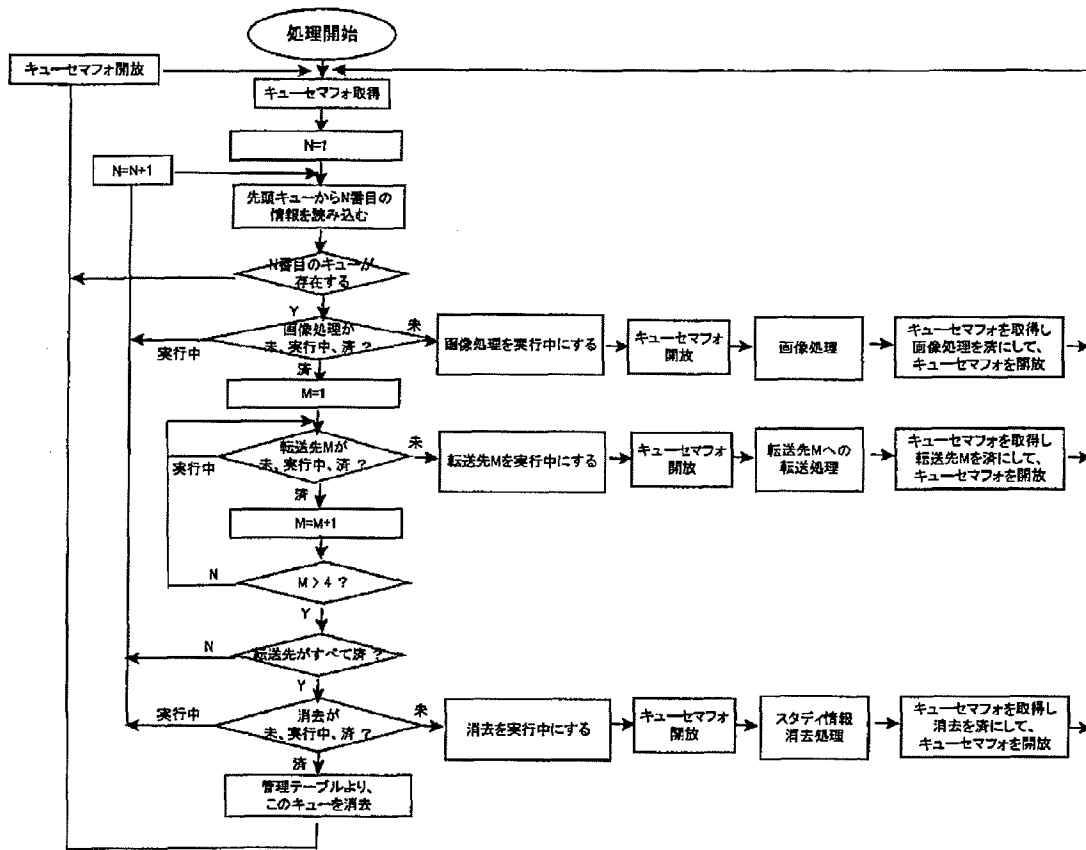 処理開始
キューセマフォ開放
キューセマフォ取得
N=1
N=N+1
先頭キューからN番目の
情報を読み込む
N番目のキューが
存在する
Y
画像処理が
未、実行中、済?
実行中
未
済
画像処理を実行中にする
キューセマフォ
開放
画像処理
キューセマフォを取得し
画像処理を済にして、
キューセマフォを開放
M=1
転送先Mが
未、実行中、済?
実行中
未
済
転送先Mを実行中にする
キューセマフォ
開放
転送先Mへの
転送処理
キューセマフォを取得し
転送先Mを済にして、
キューセマフォを開放
M=M+1
M>4?
N
Y
転送先がすべて済?
N
Y
消去が
未、実行中、済?
実行中
未
済
消去を実行中にする
キューセマフォ
開放
スタディ情報
消去処理
キューセマフォを取得し
消去を済にして、
キューセマフォを開放
管理テーブルより、
このキューを消去